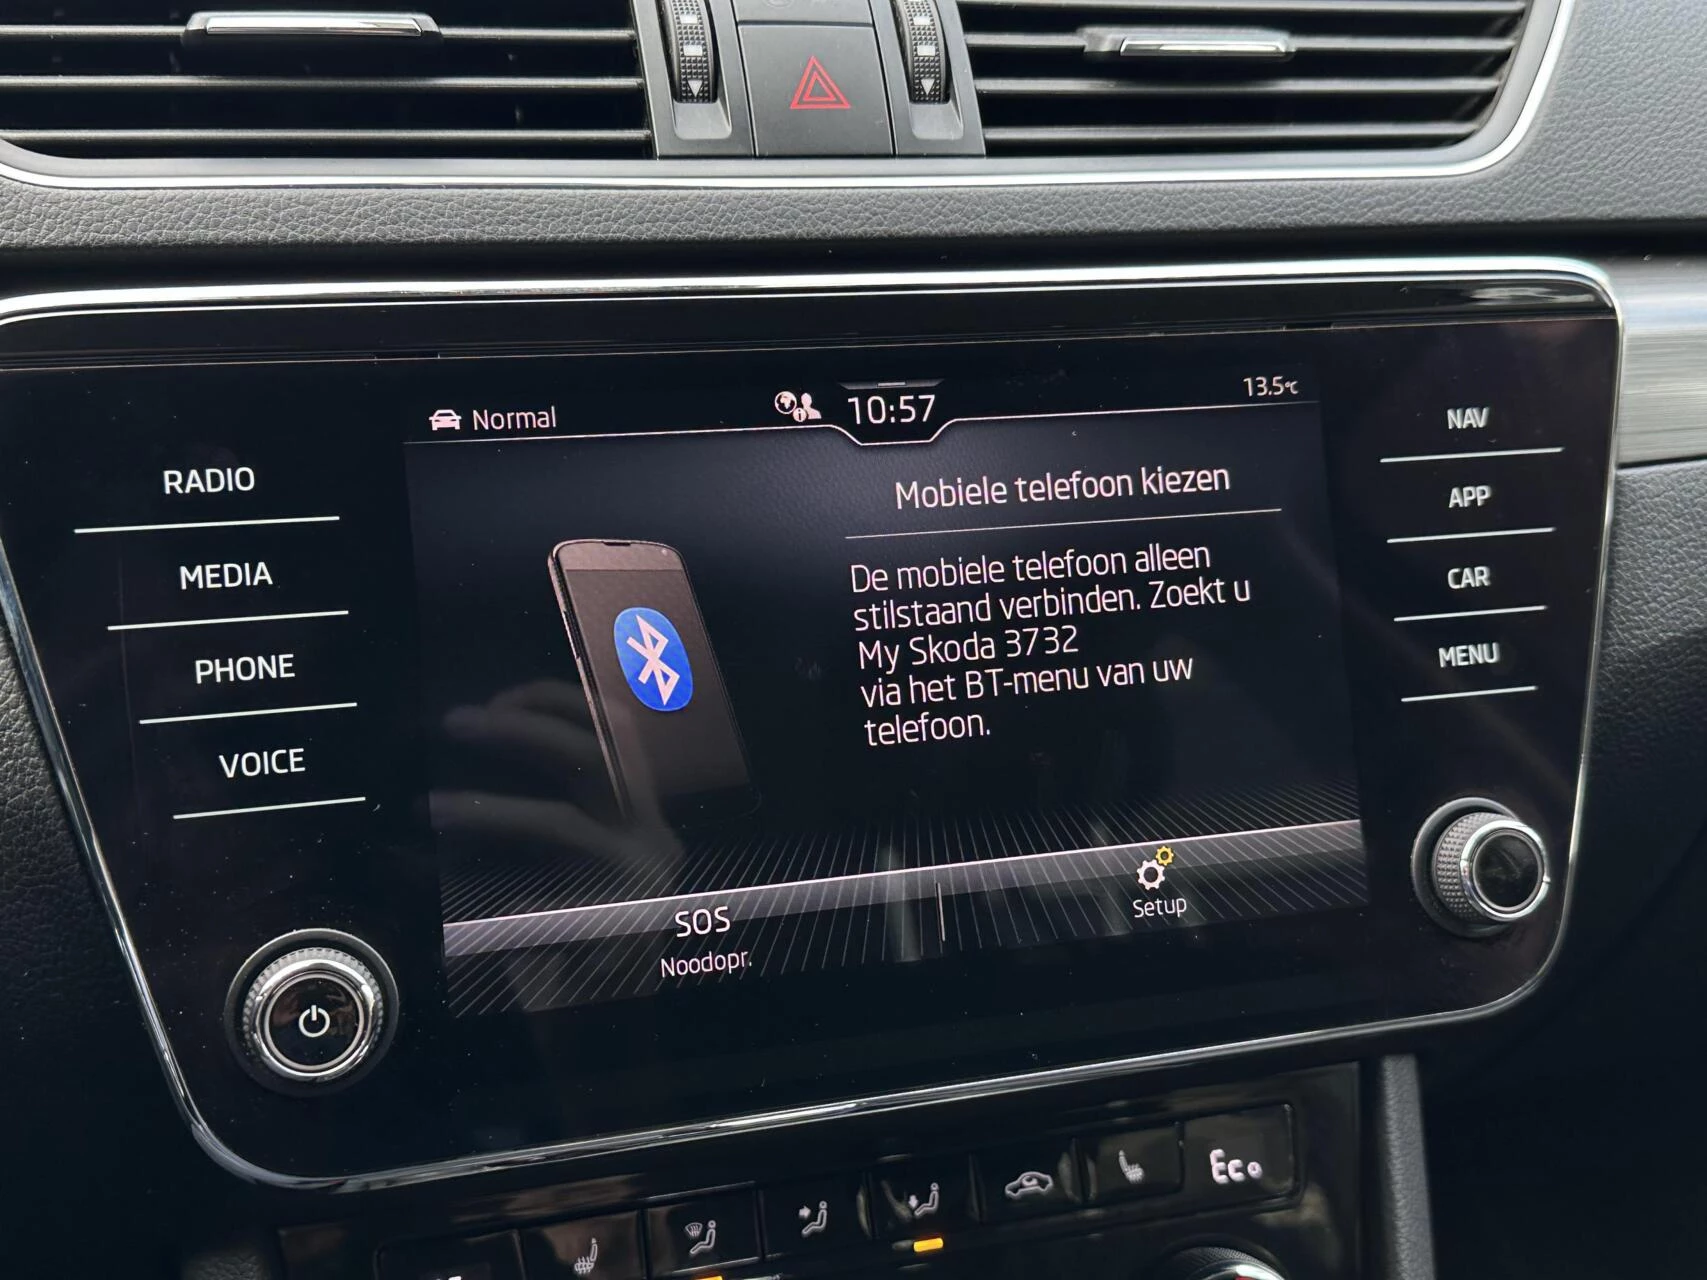 Normal
10:57
13.5°C
RADIO
MEDIA
PHONE
VOICE
Mobiele telefoon kiezen
De mobiele telefoon alleen
stilstaand verbinden. Zoekt u
My Skoda 3732
via het BT-menu van uw
telefoon.
SOS
Noodopr.
Setup
NAV
APP
CAR
MENU
Eco